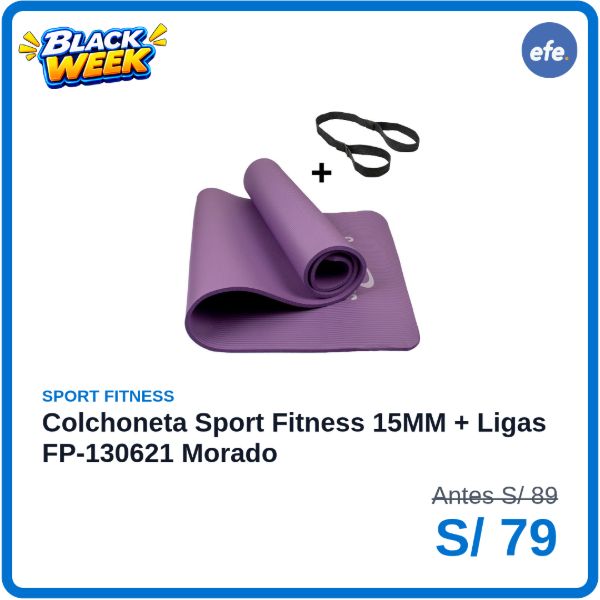 BLACK
WEEK
efe.
+
SPORT FITNESS
Colchoneta Sport Fitness 15MM + Ligas
FP-130621 Morado
Antes S/ 89
S/ 79